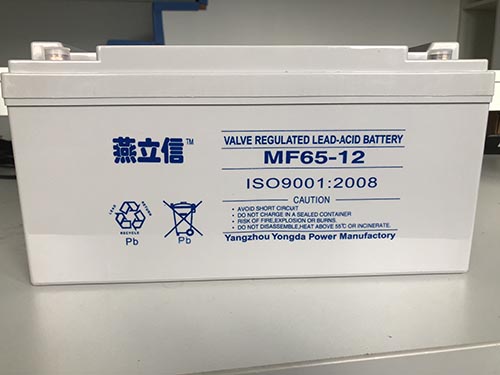 燕立信™
VALVE REGULATED LEAD-ACID BATTERY
MF65-12
ISO9001:2008
CAUTION
• AVOID SHORT CIRCUIT
• DO NOT CHARGE IN A SEALED CONTAINER
RISK OF FIRE,EXPLOSION OR BURNS.
• DO NOT DISASSEMBLE,HEAT ABOVE 55℃ OR INCINERATE.
Yangzhou Yongda Power Manufactory
LEAD RETURN
RECYCLE
Pb
Pb